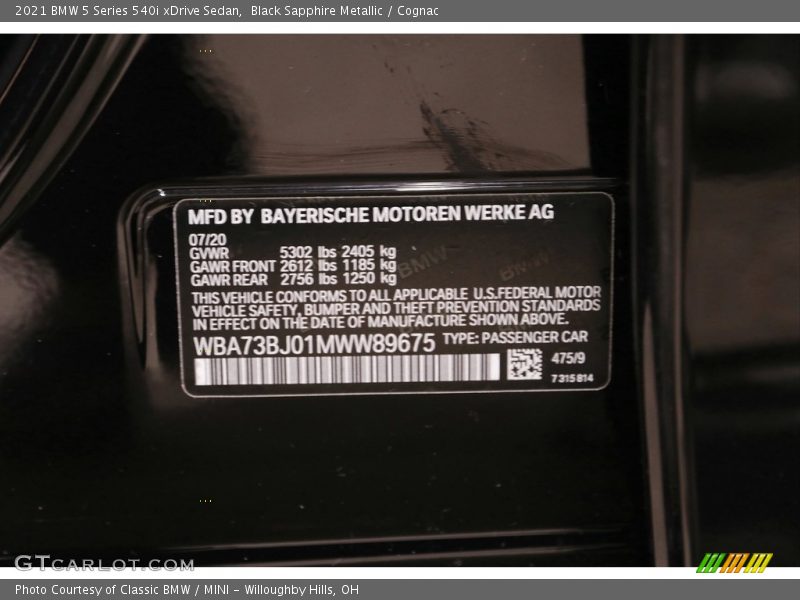 2021 BMW 5 Series 540i xDrive Sedan,  Black Sapphire Metallic / Cognac
MFD BY BAYERISCHE MOTOREN WERKE AG
07/20
GVWR 5302 lbs 2405 kg
GAWR FRONT 2612 lbs 1185 kg
GAWR REAR 2756 lbs 1250 kg
BMW
BMW
THIS VEHICLE CONFORMS TO ALL APPLICABLE U.S.FEDERAL MOTOR
VEHICLE SAFETY, BUMPER AND THEFT PREVENTION STANDARDS
IN EFFECT ON THE DATE OF MANUFACTURE SHOWN ABOVE.
WBA73BJ01MWW89675 TYPE: PASSENGER CAR
475/9
7315814
GTCARLOT.COM
Photo Courtesy of Classic BMW / MINI - Willoughby Hills, OH